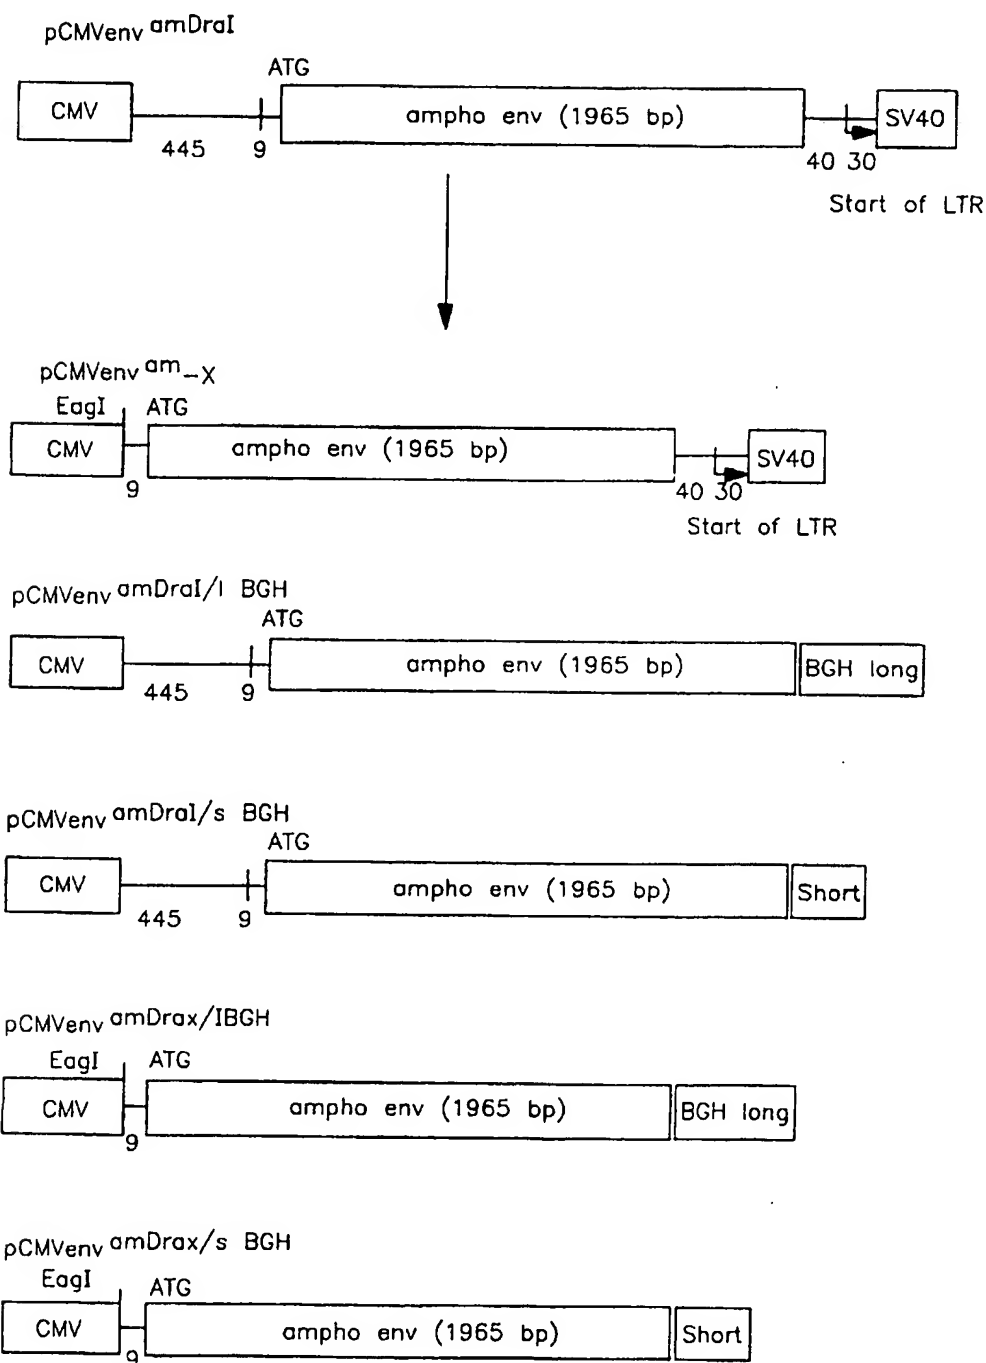 pCMVenv amDraI
ATG
CMV
ampho env (1965 bp)
SV40
445
9
40 30
Start of LTR
pCMVenv am-X
EagI
ATG
CMV
ampho env (1965 bp)
SV40
9
40 30
Start of LTR
pCMVenv amDraI/l BGH
ATG
CMV
ampho env (1965 bp)
BGH long
445
9
pCMVenv amDraI/s BGH
ATG
CMV
ampho env (1965 bp)
Short
445
9
pCMVenv amDrax/IBGH
EagI
ATG
CMV
ampho env (1965 bp)
BGH long
9
pCMVenv amDrax/s BGH
EagI
ATG
CMV
ampho env (1965 bp)
Short
9